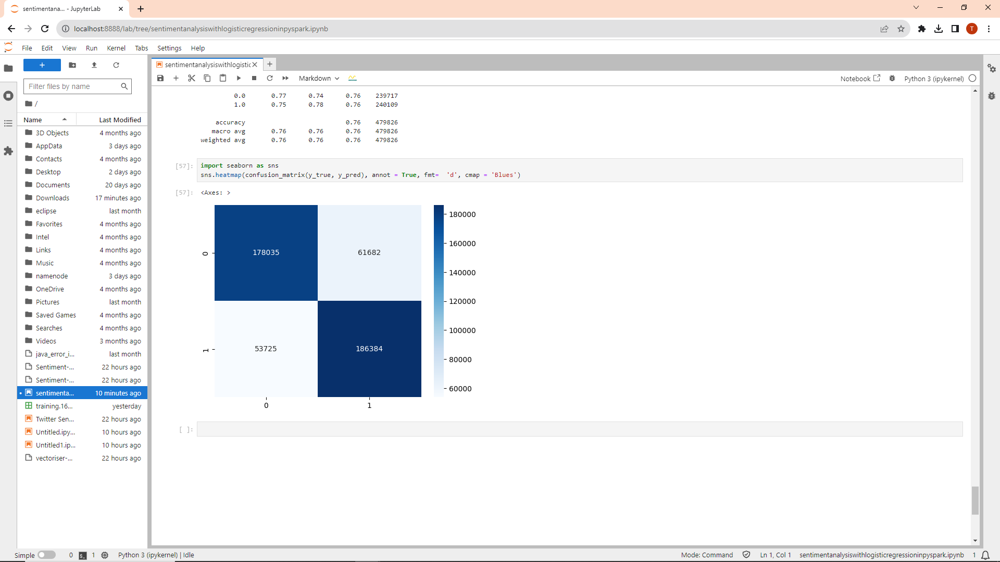 sentimentana... - JupyterLab
localhost:8888/lab/tree/sentimentanalysiswithlogisticregressioninpyspark.ipynb
T
File Edit View Run Kernel Tabs Settings Help
sentimentanalysiswithlogistic
Filter files by name
Markdown
Notebook
Python 3 (ipykernel)
/
Name Last Modified
3D Objects 4 months ago
AppData 3 days ago
Contacts 4 months ago
Desktop 2 days ago
Documents 20 days ago
Downloads 17 minutes ago
eclipse last month
Favorites 4 months ago
Intel 4 months ago
Links 4 months ago
Music 4 months ago
namenode 3 days ago
OneDrive 4 months ago
Pictures last month
Saved Games 4 months ago
Searches 4 months ago
Videos 3 months ago
java_error_i... last month
Sentiment-... 22 hours ago
Sentiment-... 22 hours ago
sentimenta... 10 minutes ago
training.16... yesterday
Twitter Sen... 22 hours ago
Untitled.ipy... 10 hours ago
Untitled1.ip... 10 hours ago
vectoriser-... 22 hours ago
0.0 0.77 0.74 0.76 239717
1.0 0.75 0.78 0.76 240109
accuracy 0.76 479826
macro avg 0.76 0.76 0.76 479826
weighted avg 0.76 0.76 0.76 479826
[57]: import seaborn as sns
sns.heatmap(confusion_matrix(y_true, y_pred), annot = True, fmt=  'd', cmap = 'Blues')
[57]: <Axes: >
180000
160000
140000
120000
100000
80000
60000
0 178035 61682
1 53725 186384
0 1
[ ]:
Simple 0 $_ 1 Python 3 (ipykernel) | Idle
Mode: Command Ln 1, Col 1 sentimentanalysiswithlogisticregressioninpyspark.ipynb 1